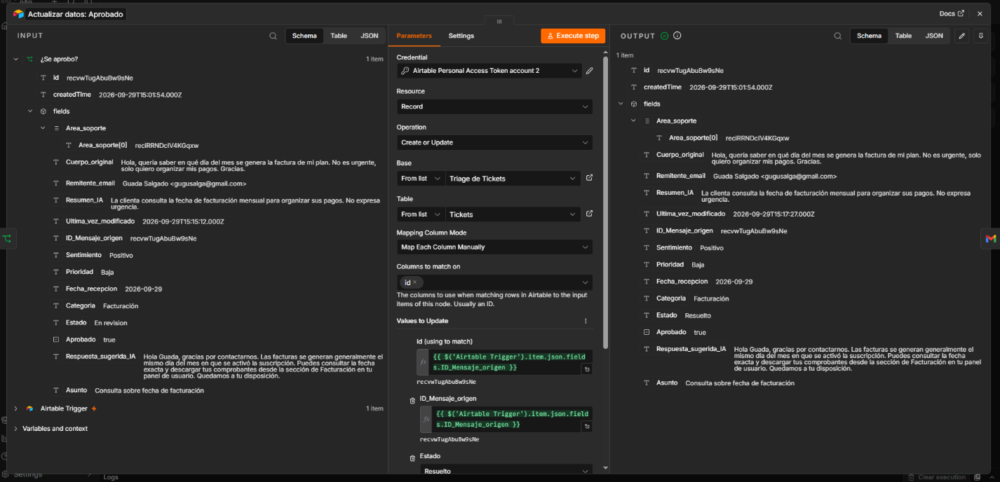 Actualizar datos: Aprobado
Docs
INPUT
Schema
Table
JSON
¿Se aprobo?
1 item
id recvwTugAbuBw9sNe
createdTime 2026-09-29T15:01:54.000Z
fields
Area_soporte
Area_soporte[0] reciRRNDcIV4KGqxw
Cuerpo_original Hola, quería saber en qué día del mes se genera la factura de mi plan. No es urgente,
solo quiero organizar mis pagos. Gracias.
Remitente_email Guada Salgado <gugusalga@gmail.com>
Resumen_IA La clienta consulta la fecha de facturación mensual para organizar sus pagos. No expresa
urgencia.
Ultima_vez_modificado 2026-09-29T15:15:12.000Z
ID_Mensaje_origen recvwTugAbuBw9sNe
Sentimiento Positivo
Prioridad Baja
Fecha_recepcion 2026-09-29
Categoria Facturación
Estado En revision
Aprobado true
Respuesta_sugerida_IA Hola Guada, gracias por contactarnos. Las facturas se generan generalmente el
mismo día del mes en que se activó la suscripción. Puedes consultar la fecha
exacta y descargar tus comprobantes desde la sección de Facturación en tu
panel de usuario. Quedamos a tu disposición.
Asunto Consulta sobre fecha de facturación
Airtable Trigger
1 item
Variables and context
Parameters
Settings
Execute step
Credential
Airtable Personal Access Token account 2
Resource
Record
Operation
Create or Update
Base
From list
Triage de Tickets
Table
From list
Tickets
Mapping Column Mode
Map Each Column Manually
Columns to match on
id
The columns to use when matching rows in Airtable to the input
items of this node. Usually an ID.
Values to Update
id (using to match)
fx
{{ $('Airtable Trigger').item.json.field
s.ID_Mensaje_origen }}
recvwTugAbuBw9sNe
ID_Mensaje_origen
fx
{{ $('Airtable Trigger').item.json.field
s.ID_Mensaje_origen }}
recvwTugAbuBw9sNe
Estado
Resuelto
OUTPUT
Schema
Table
JSON
1 item
id recvwTugAbuBw9sNe
createdTime 2026-09-29T15:01:54.000Z
fields
Area_soporte
Area_soporte[0] reciRRNDcIV4KGqxw
Cuerpo_original Hola, quería saber en qué día del mes se genera la factura de mi plan. No es urgente, solo
quiero organizar mis pagos. Gracias.
Remitente_email Guada Salgado <gugusalga@gmail.com>
Resumen_IA La clienta consulta la fecha de facturación mensual para organizar sus pagos. No expresa
urgencia.
Ultima_vez_modificado 2026-09-29T15:17:27.000Z
ID_Mensaje_origen recvwTugAbuBw9sNe
Sentimiento Positivo
Prioridad Baja
Fecha_recepcion 2026-09-29
Categoria Facturación
Estado Resuelto
Aprobado true
Respuesta_sugerida_IA Hola Guada, gracias por contactarnos. Las facturas se generan generalmente el
mismo día del mes en que se activó la suscripción. Puedes consultar la fecha
exacta y descargar tus comprobantes desde la sección de Facturación en tu panel
de usuario. Quedamos a tu disposición.
Asunto Consulta sobre fecha de facturación
Settings
Logs
Clear execution